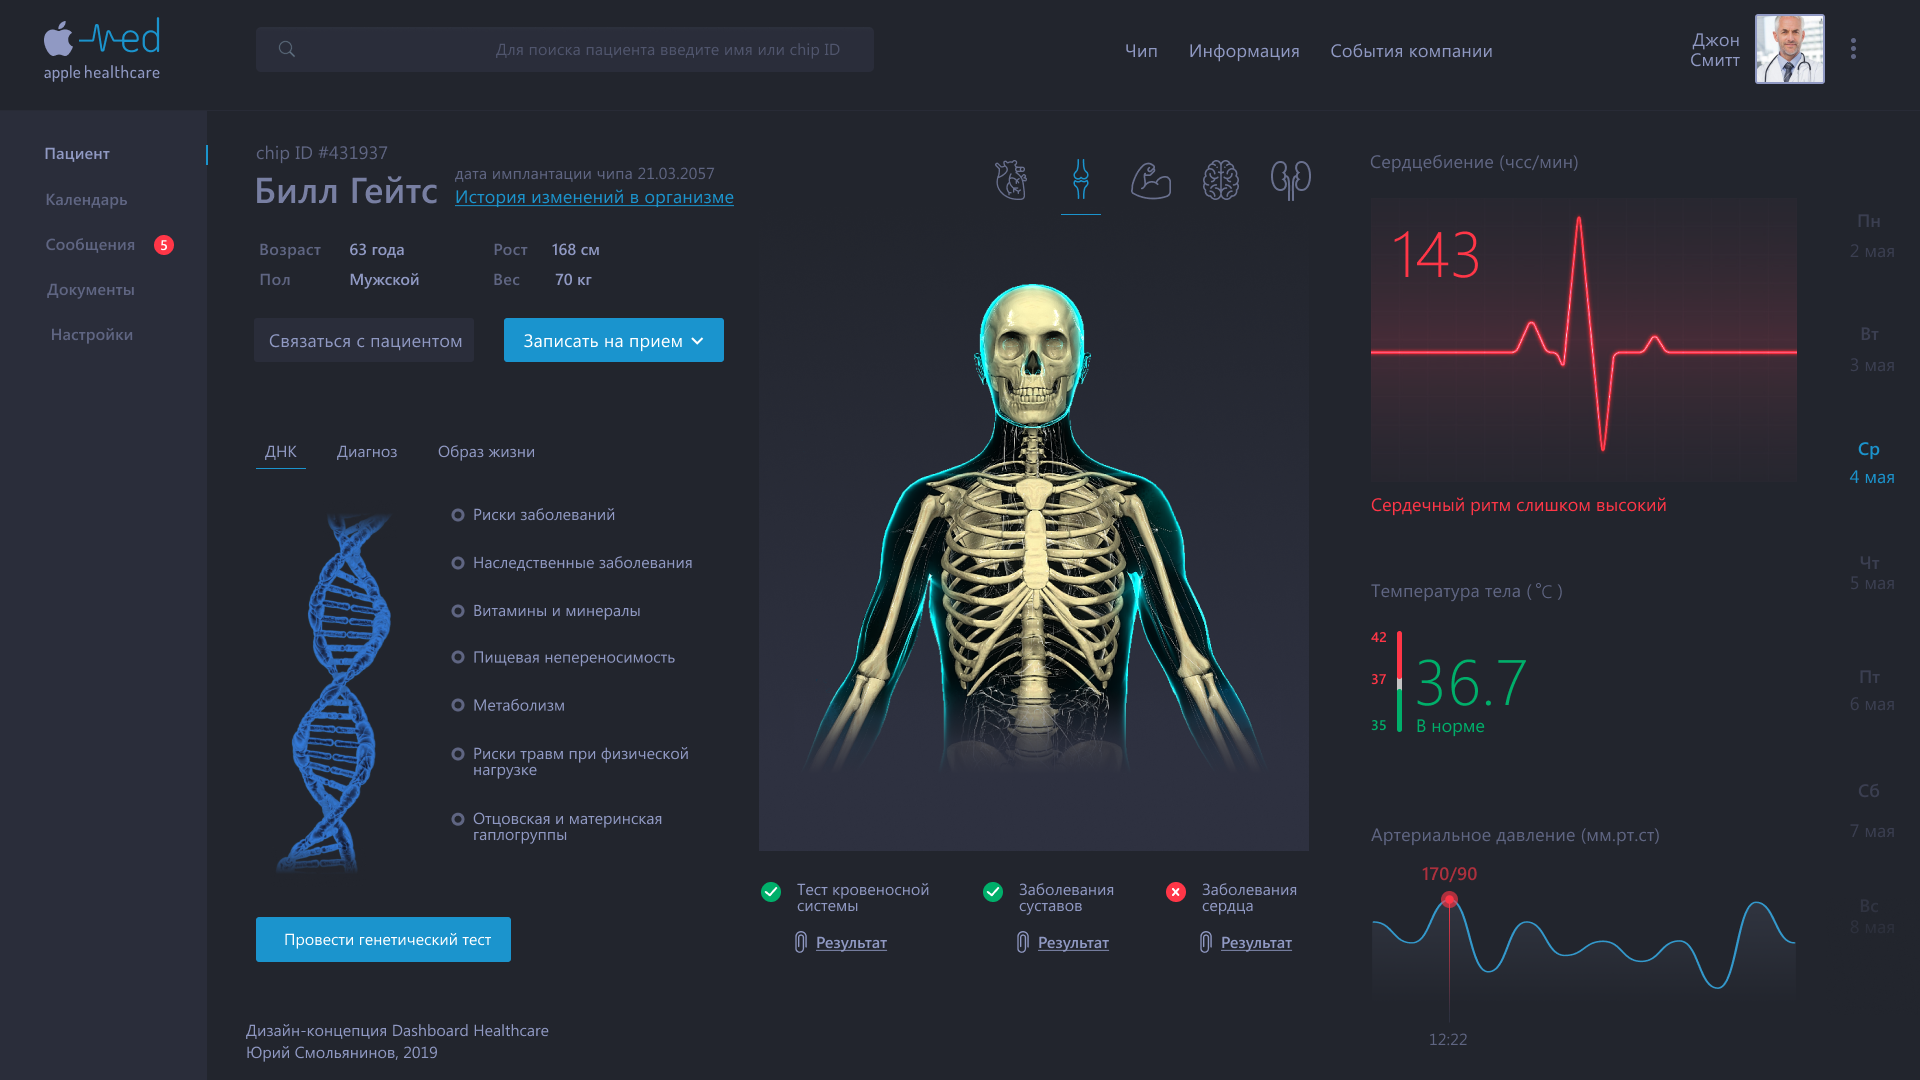 med
apple healthcare
Для поиска пациента введите имя или chip ID
Чип
Информация
События компании
Джон
Смитт
Пациент
Календарь
Сообщения 5
Документы
Настройки
chip ID #431937
Билл Гейтс
дата имплантации чипа 21.03.2057
История изменений в организме
Возраст 63 года
Рост 168 см
Пол Мужской
Вес 70 кг
Связаться с пациентом
Записать на прием
ДНК
Диагноз
Образ жизни
Риски заболеваний
Наследственные заболевания
Витамины и минералы
Пищевая непереносимость
Метаболизм
Риски травм при физической
нагрузке
Отцовская и материнская
гаплогруппы
Провести генетический тест
Тест кровеносной
системы
Результат
Заболевания
суставов
Результат
Заболевания
сердца
Результат
Сердцебиение (чсс/мин)
143
Сердечный ритм слишком высокий
Температура тела (°C)
42
37
35
36.7
В норме
Артериальное давление (мм.рт.ст)
170/90
12:22
Пн
2 мая
Вт
3 мая
Ср
4 мая
Чт
5 мая
Пт
6 мая
Сб
7 мая
Вс
8 мая
Дизайн-концепция Dashboard Healthcare
Юрий Смольянинов, 2019